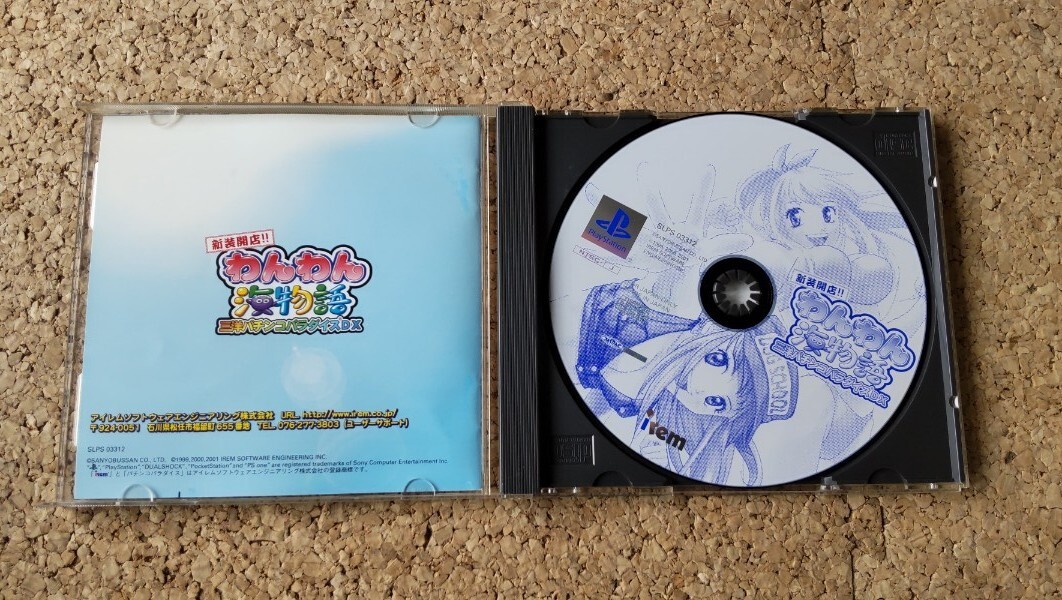 新装開店!!
わんわん
海物語
三洋パチンコパラダイスDX
アイレムソフトウェアエンジニアリング株式会社 URL. http://www.irem.co.jp/
〒924-0051 石川県松任市福留町655番地 TEL. 076-277-3803 (ユーザーサポート)
SLPS 03312
©SANYOBUSSAN CO., LTD. ©1998,2000,2001 IREM SOFTWARE ENGINEERING INC.
"PlayStation", "DUALSHOCK", "PocketStation" and "PS one" are registered trademarks of Sony Computer Entertainment Inc.
「irem」と「パチンコパラダイス」はアイレムソフトウェアエンジニアリング株式会社の登録商標です。
PlayStation
NTSC J
SLPS 03312
新装開店!!
わんわん
海物語
三洋パチンコパラダイスDX
SCHOOL
irem